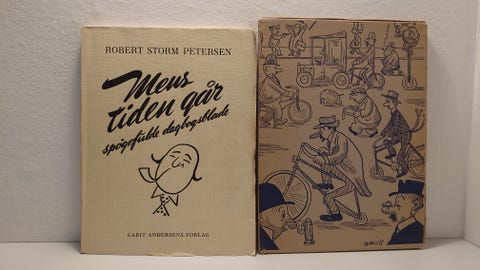 ROBERT STORM PETERSEN
Mens
tiden går
spøgefulde dagbogsblade
CARIT ANDERSENS FORLAG